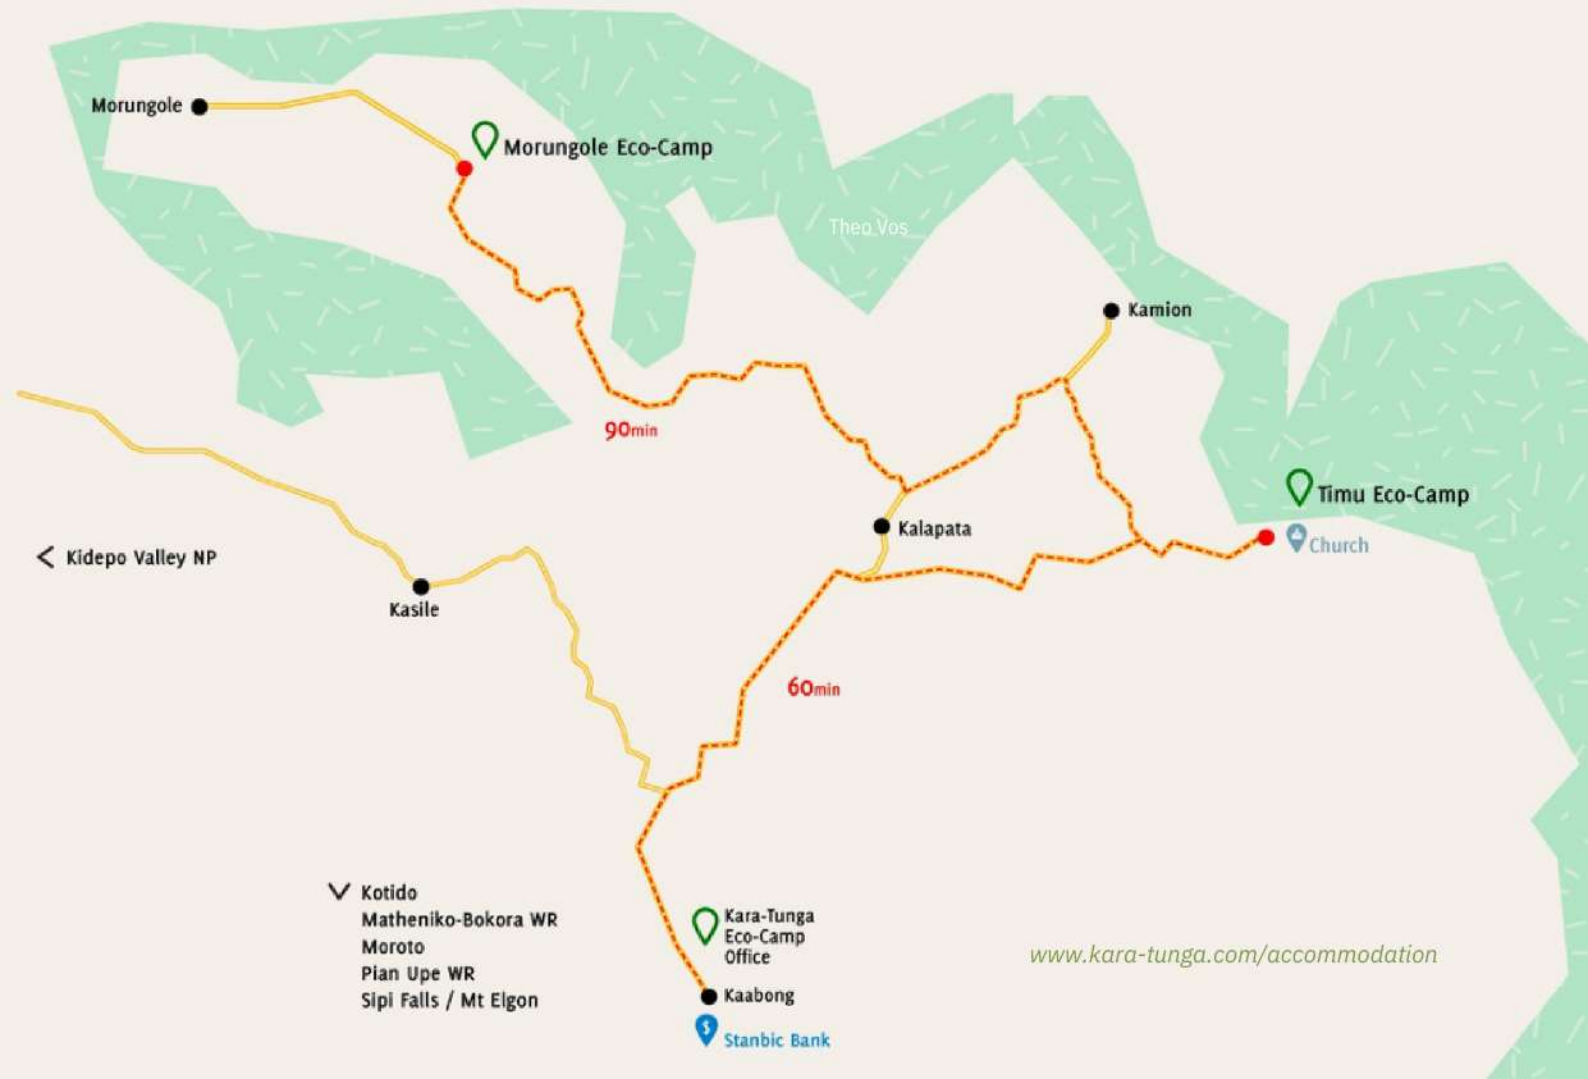 Morungole
Morungole Eco-Camp
Theo Vos
Kamion
90min
Timu Eco-Camp
Kalapata
Church
< Kidepo Valley NP
Kasile
60min
Kotido
Matheniko-Bokora WR
Moroto
Pian Upe WR
Sipi Falls / Mt Elgon
Kara-Tunga
Eco-Camp
Office
www.kara-tunga.com/accommodation
Kaabong
$
Stanbic Bank